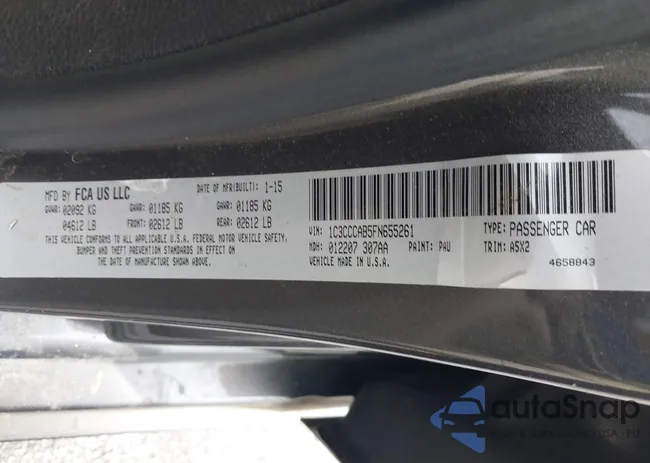 MFD BY FCA US LLC DATE OF MFR(BUILT): 1-15
GVWR: 02092 KG GAWR: 01185 KG GAWR: 01185 KG
04612 LB FRONT: 02612 LB REAR: 02612 LB
THIS VEHICLE CONFORMS TO ALL APPLICABLE U.S.A. FEDERAL MOTOR VEHICLE SAFETY,
BUMPER AND THEFT PREVENTION STANDARDS IN EFFECT ON
THE DATE OF MANUFACTURE SHOWN ABOVE.
VIN: 1C3CCCAB5FN655261 TYPE: PASSENGER CAR
MDH: 012207 307AA PAINT: PAU TRIM: A5X2
VEHICLE MADE IN U.S.A. 4658843
autoSnap